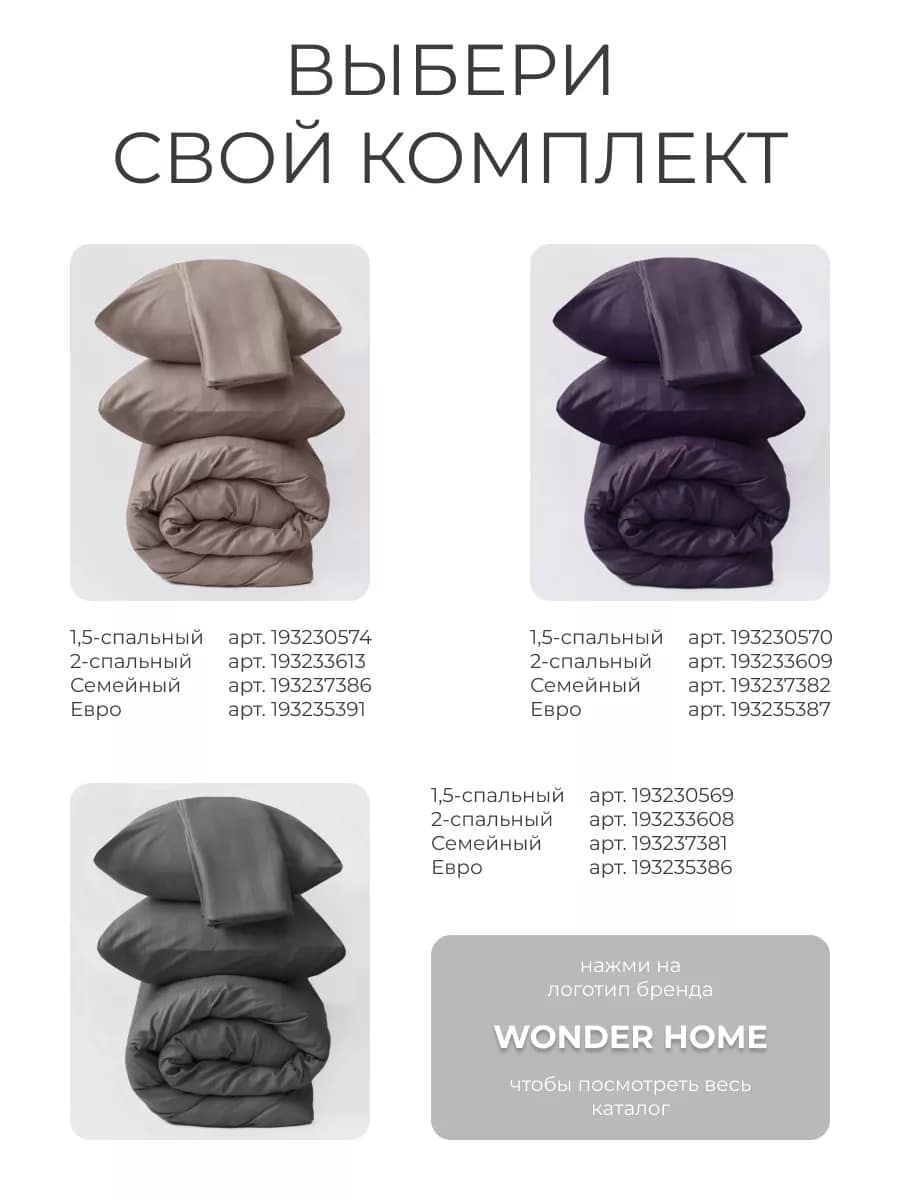 ВЫБЕРИ
СВОЙ КОМПЛЕКТ
1,5-спальный арт. 193230574
2-спальный арт. 193233613
Семейный арт. 193237386
Евро арт. 193235391
1,5-спальный арт. 193230570
2-спальный арт. 193233609
Семейный арт. 193237382
Евро арт. 193235387
1,5-спальный арт. 193230569
2-спальный арт. 193233608
Семейный арт. 193237381
Евро арт. 193235386
нажми на
логотип бренда
WONDER HOME
чтобы посмотреть весь
каталог